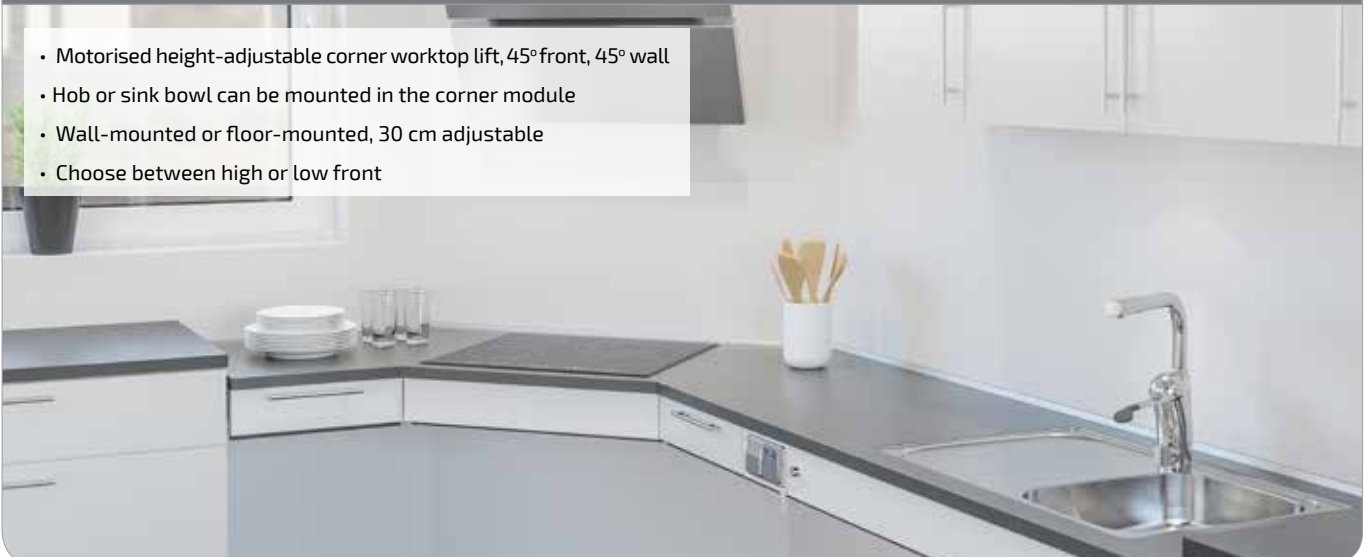 • Motorised height-adjustable corner worktop lift, 45° front, 45° wall
• Hob or sink bowl can be mounted in the corner module
• Wall-mounted or floor-mounted, 30 cm adjustable
• Choose between high or low front